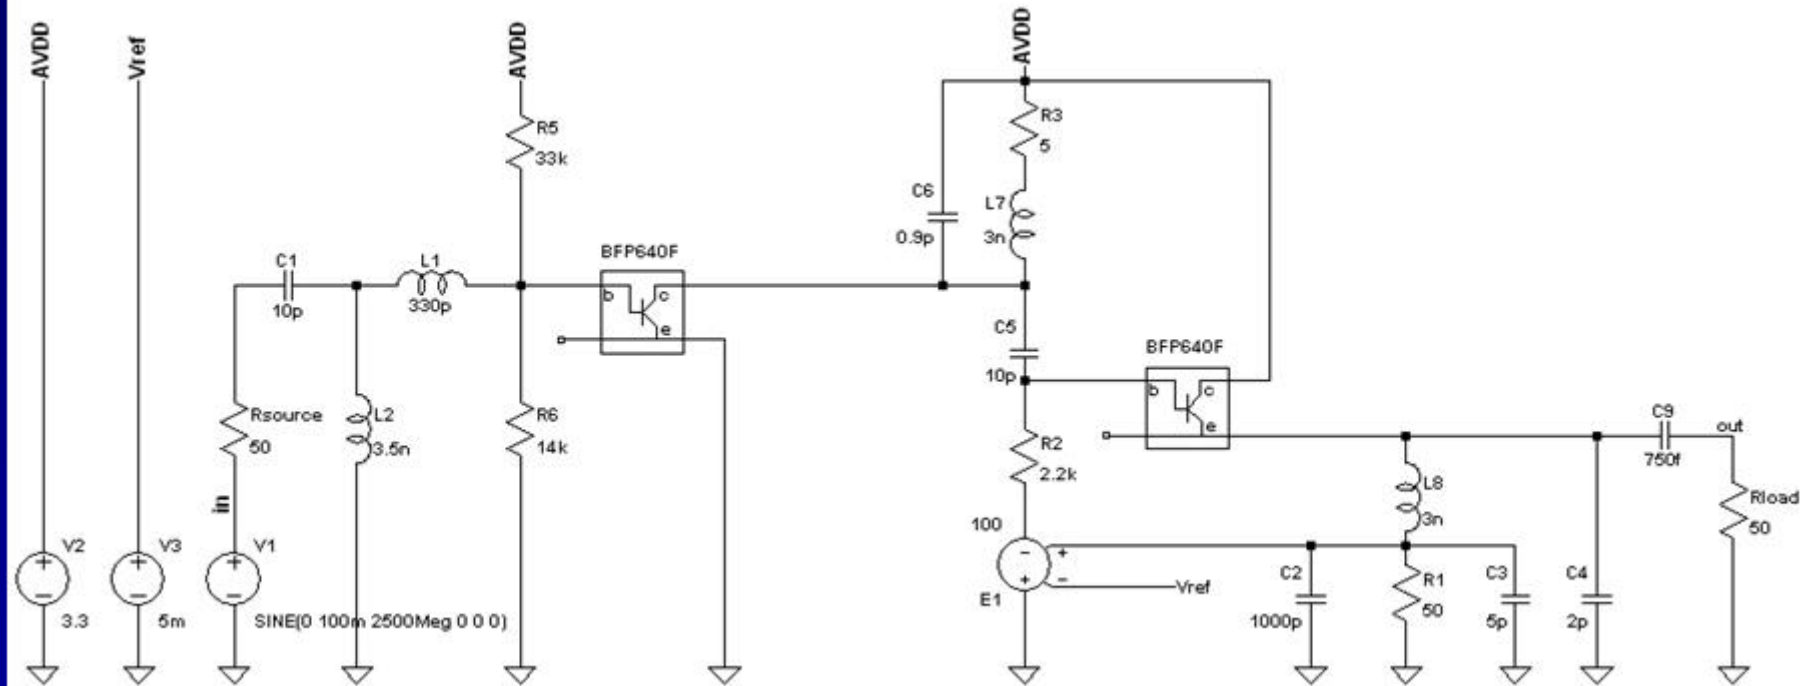 AVDD
Vref
AVDD
AVDD
R5
33k
R3
5
C6
0.9p
L7
3n
C1
10p
L1
330p
BFP640F
b
c
e
C5
10p
BFP640F
b
c
e
Rsource
50
L2
3.5n
R6
14k
R2
2.2k
C9
750f
out
L8
3n
Rload
50
in
100
V2
3.3
V3
5m
V1
SINE(0 100m 2500Meg 0 0 0)
E1
Vref
C2
1000p
R1
50
C3
5p
C4
2p